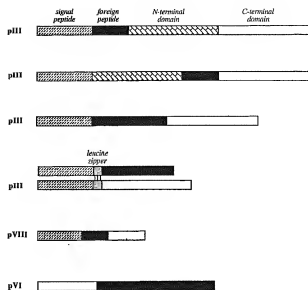 signal peptide foreign peptide N-terminal domain C-terminal domain
pIII
pIII
pIII
leucine zipper
pIII
pVIII
pVI